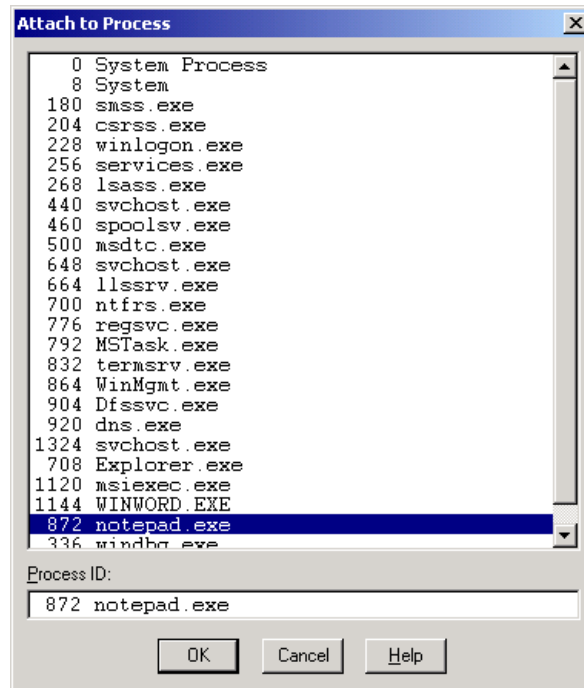 Attach to Process
0 System Process
8 System
180 smss.exe
204 csrss.exe
228 winlogon.exe
256 services.exe
268 lsass.exe
440 svchost.exe
460 spoolsv.exe
500 msdtc.exe
648 svchost.exe
664 llssrv.exe
700 ntfrs.exe
776 regsvc.exe
792 MSTask.exe
832 termsrv.exe
864 WinMgmt.exe
904 Dfssvc.exe
920 dns.exe
1324 svchost.exe
708 Explorer.exe
1120 msiexec.exe
1144 WINWORD.EXE
872 notepad.exe
336 windbg.exe
Process ID:
872 notepad.exe
OK Cancel Help